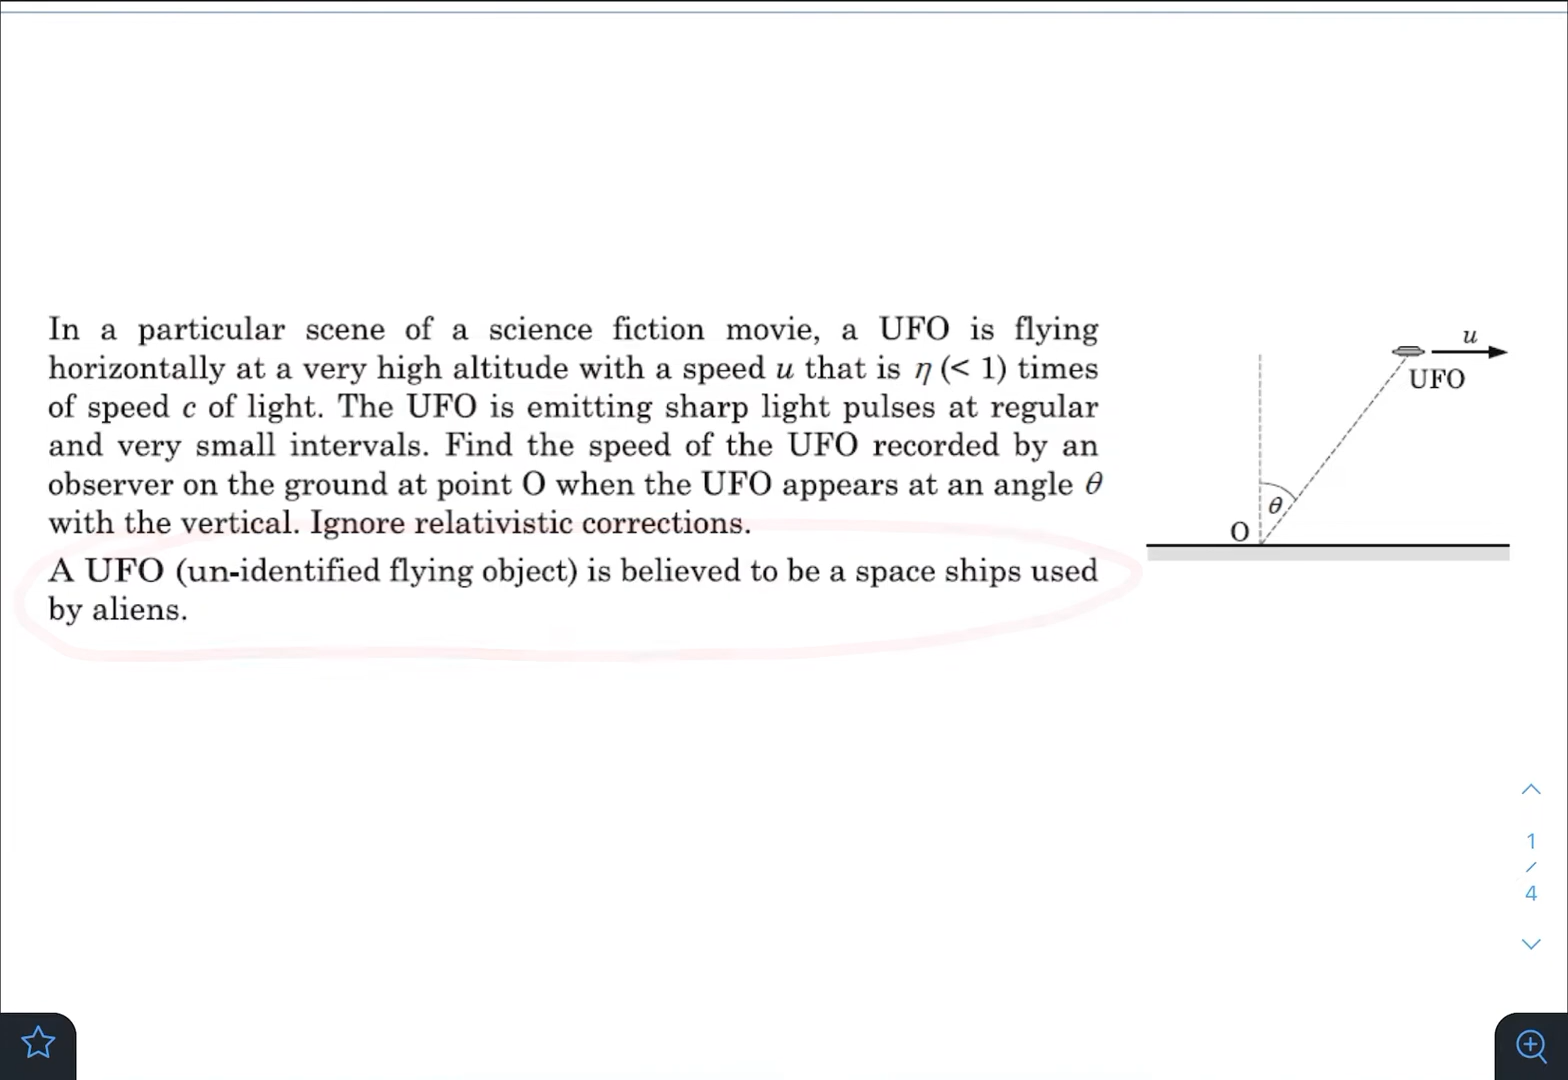 In a particular scene of a science fiction movie, a UFO is flying
horizontally at a very high altitude with a speed u that is η (< 1) times
of speed c of light. The UFO is emitting sharp light pulses at regular
and very small intervals. Find the speed of the UFO recorded by an
observer on the ground at point O when the UFO appears at an angle θ
with the vertical. Ignore relativistic corrections.
A UFO (un-identified flying object) is believed to be a space ships used
by aliens.
u
UFO
θ
O
1
/
4